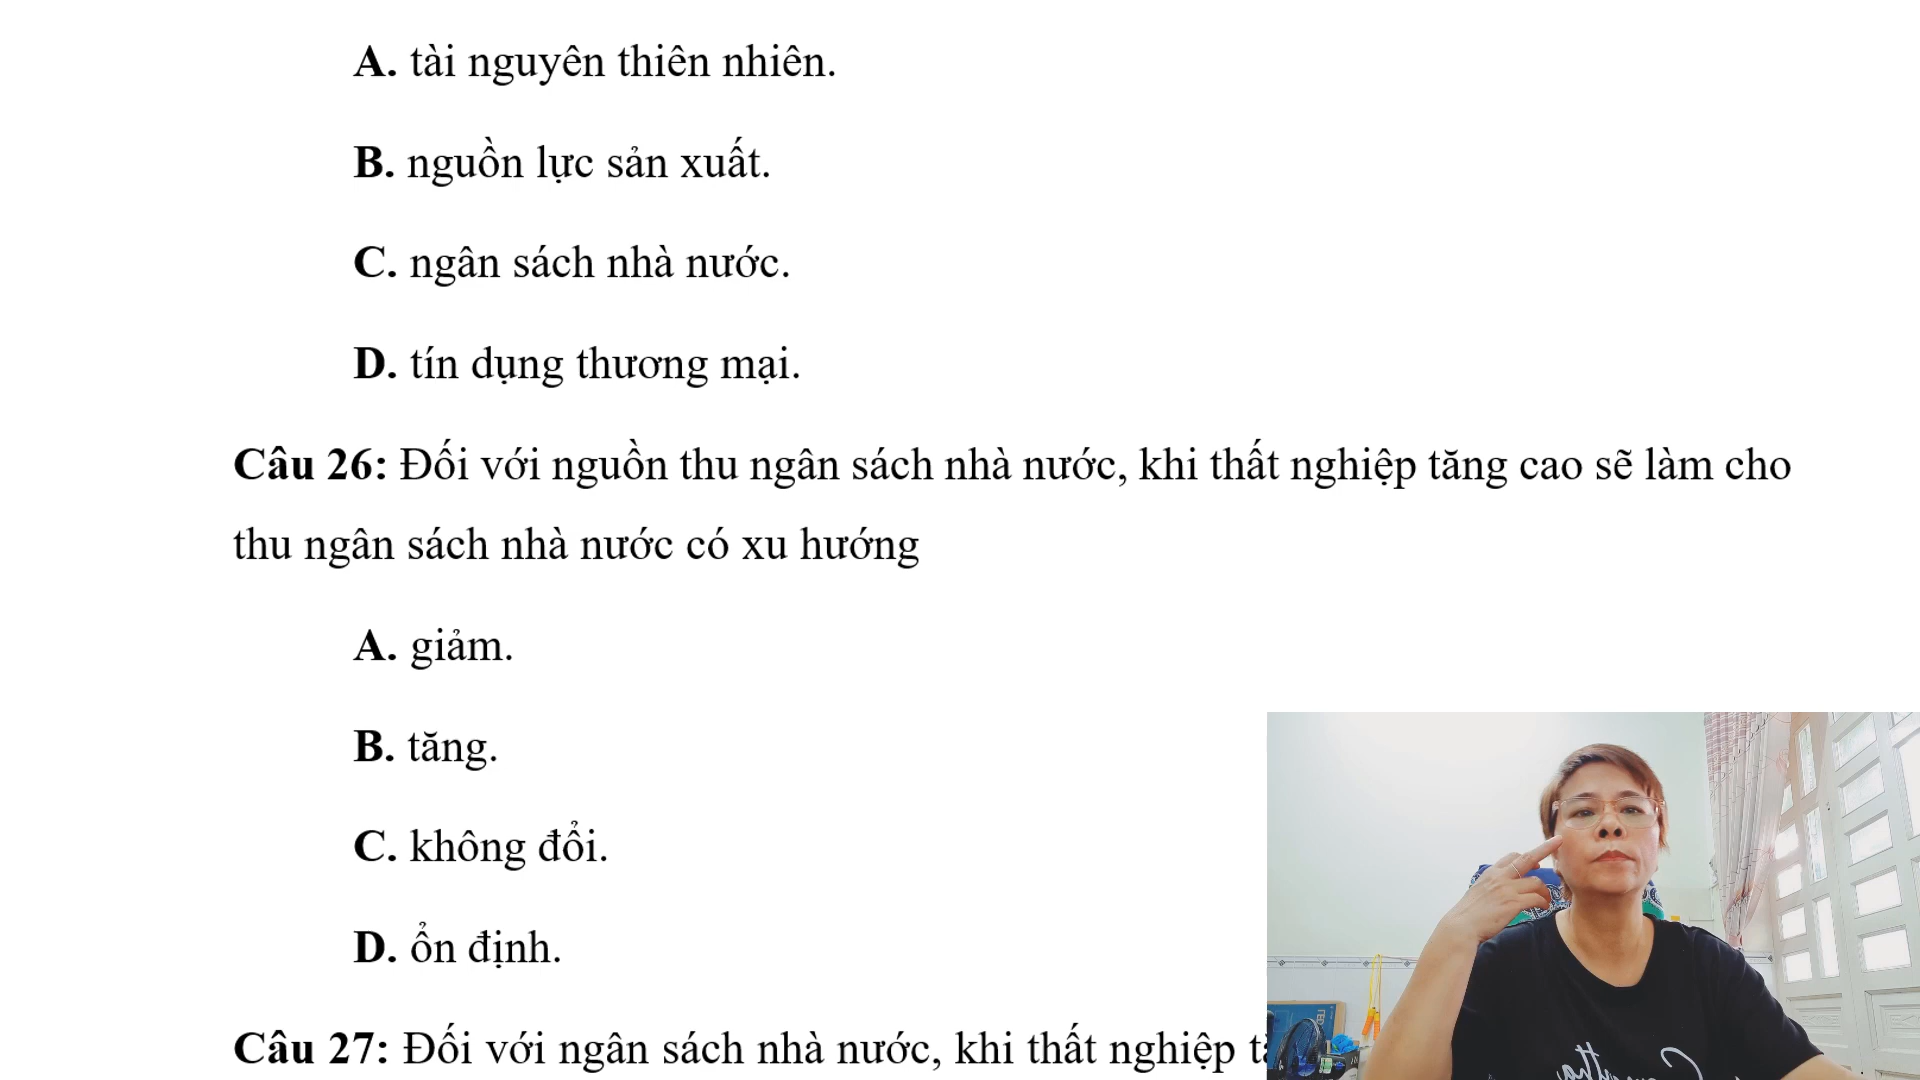 A. tài nguyên thiên nhiên.
B. nguồn lực sản xuất.
C. ngân sách nhà nước.
D. tín dụng thương mại.
Câu 26: Đối với nguồn thu ngân sách nhà nước, khi thất nghiệp tăng cao sẽ làm cho
thu ngân sách nhà nước có xu hướng
A. giảm.
B. tăng.
C. không đổi.
D. ổn định.
Câu 27: Đối với ngân sách nhà nước, khi thất nghiệp